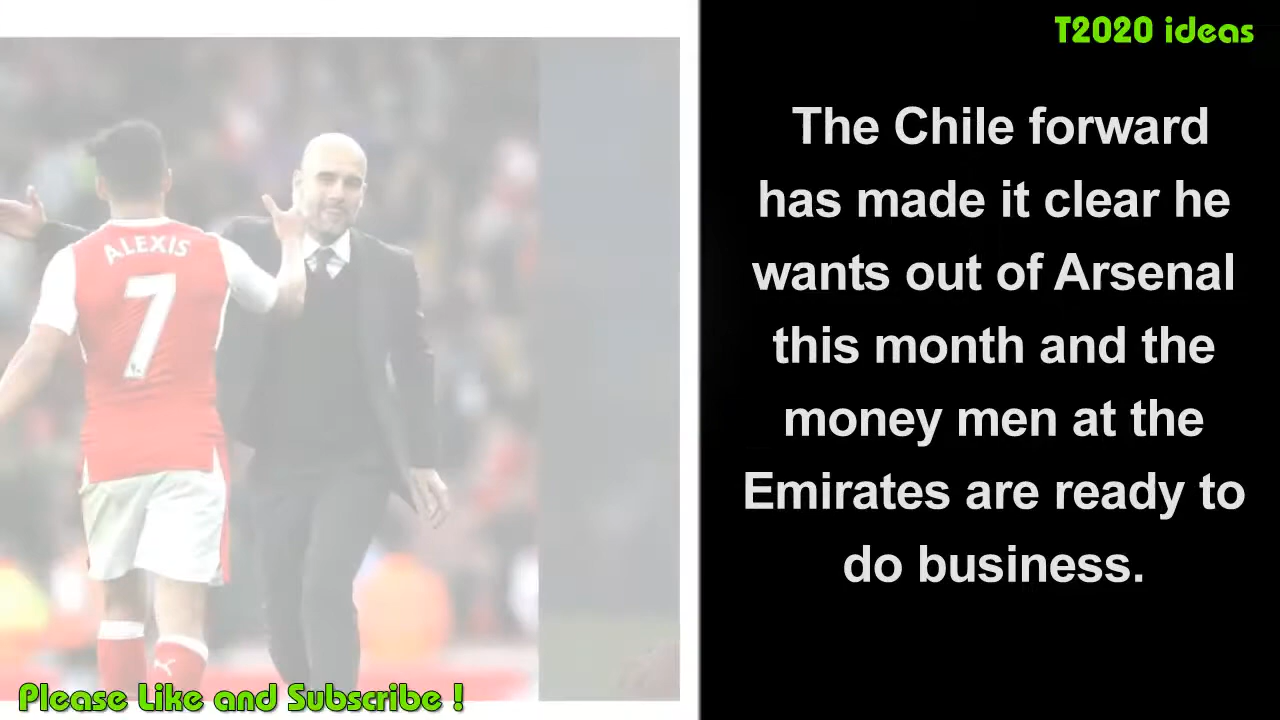 T2020 ideas
ALEXIS
7
The Chile forward
has made it clear he
wants out of Arsenal
this month and the
money men at the
Emirates are ready to
do business.
Please Like and Subscribe !